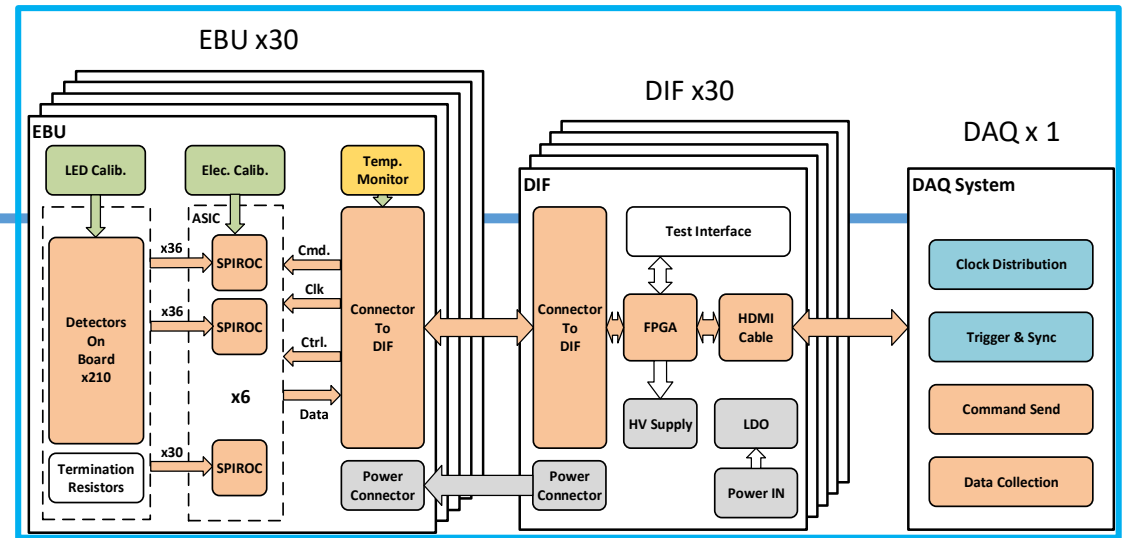 EBU x30
DIF x30
DAQ x 1
EBU
LED Calib.
Elec. Calib.
Temp.
Monitor
ASIC
x36
SPIROC
x36
SPIROC
Detectors
On
Board
x210
x6
x30
SPIROC
Termination
Resistors
Cmd.
Clk
Ctrl.
Data
Connector
To
DIF
Power
Connector
DIF
Test Interface
Connector
To
DIF
FPGA
HDMI
Cable
HV Supply
LDO
Power
Connector
Power IN
DAQ System
Clock Distribution
Trigger & Sync
Command Send
Data Collection